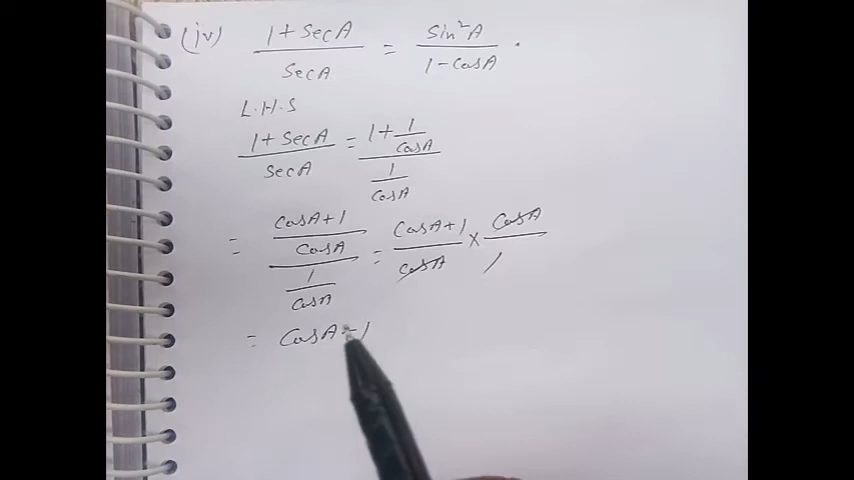 (iv) (1 + SecA)/(SecA) = (Sin²A)/(1 - CosA) .
L.H.S
(1 + SecA)/(SecA) = (1 + 1/CosA)/(1/CosA)
= ((CosA + 1)/CosA)/(1/CosA) = (CosA + 1)/CosA × CosA/1
= CosA